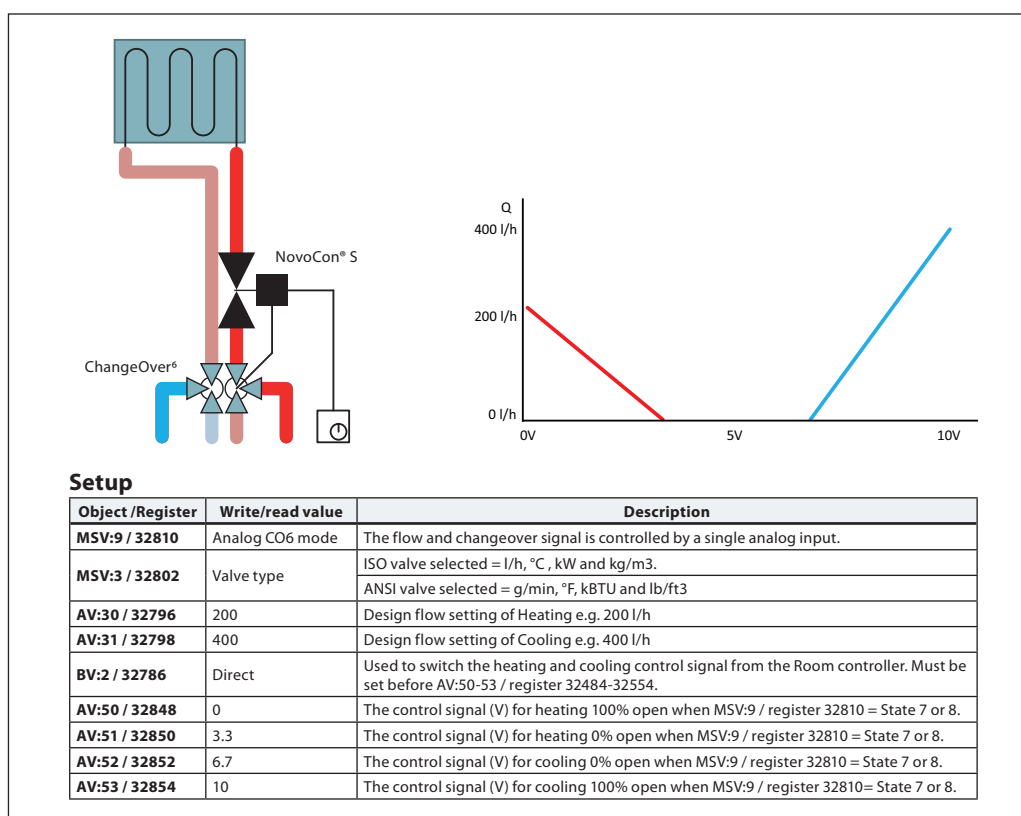 NovoCon® S
ChangeOver⁶
Q
400 l/h
200 l/h
0 l/h
0V 5V 10V
Setup
Object /Register Write/read value Description
MSV:9 / 32810 Analog CO6 mode The flow and changeover signal is controlled by a single analog input.
MSV:3 / 32802 Valve type ISO valve selected = l/h, °C , kW and kg/m3.
ANSI valve selected = g/min, °F, kBTU and lb/ft3
AV:30 / 32796 200 Design flow setting of Heating e.g. 200 l/h
AV:31 / 32798 400 Design flow setting of Cooling e.g. 400 l/h
BV:2 / 32786 Direct Used to switch the heating and cooling control signal from the Room controller. Must be
set before AV:50-53 / register 32484-32554.
AV:50 / 32848 0 The control signal (V) for heating 100% open when MSV:9 / register 32810 = State 7 or 8.
AV:51 / 32850 3.3 The control signal (V) for heating 0% open when MSV:9 / register 32810 = State 7 or 8.
AV:52 / 32852 6.7 The control signal (V) for cooling 0% open when MSV:9 / register 32810 = State 7 or 8.
AV:53 / 32854 10 The control signal (V) for cooling 100% open when MSV:9 / register 32810= State 7 or 8.